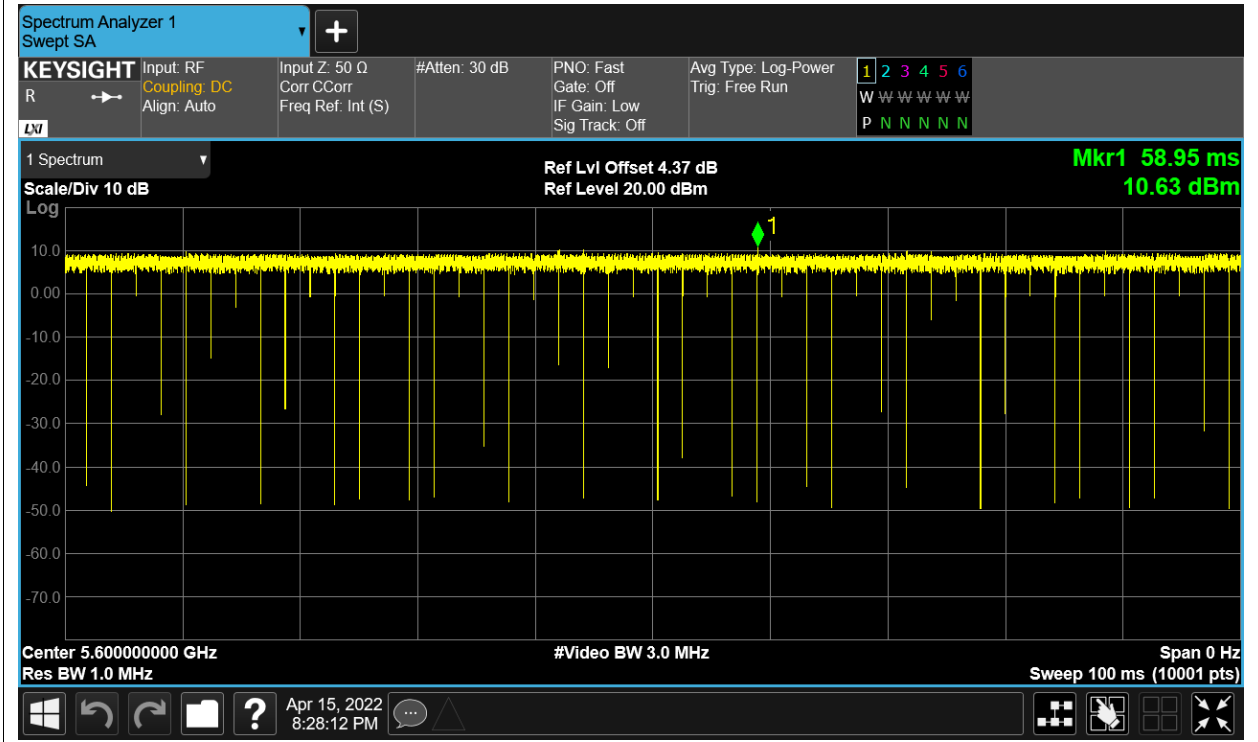 Spectrum Analyzer 1
Swept SA
KEYSIGHT
R
LXI
Input: RF
Coupling: DC
Align: Auto
Input Z: 50 Ω
Corr CCorr
Freq Ref: Int (S)
#Atten: 30 dB
PNO: Fast
Gate: Off
IF Gain: Low
Sig Track: Off
Avg Type: Log-Power
Trig: Free Run
1 2 3 4 5 6
W W W W W W
P N N N N N
1 Spectrum
Scale/Div 10 dB
Log
Ref Lvl Offset 4.37 dB
Ref Level 20.00 dBm
Mkr1 58.95 ms
10.63 dBm
1
10.0
0.00
-10.0
-20.0
-30.0
-40.0
-50.0
-60.0
-70.0
Center 5.600000000 GHz
Res BW 1.0 MHz
#Video BW 3.0 MHz
Span 0 Hz
Sweep 100 ms (10001 pts)
?
Apr 15, 2022
8:28:12 PM